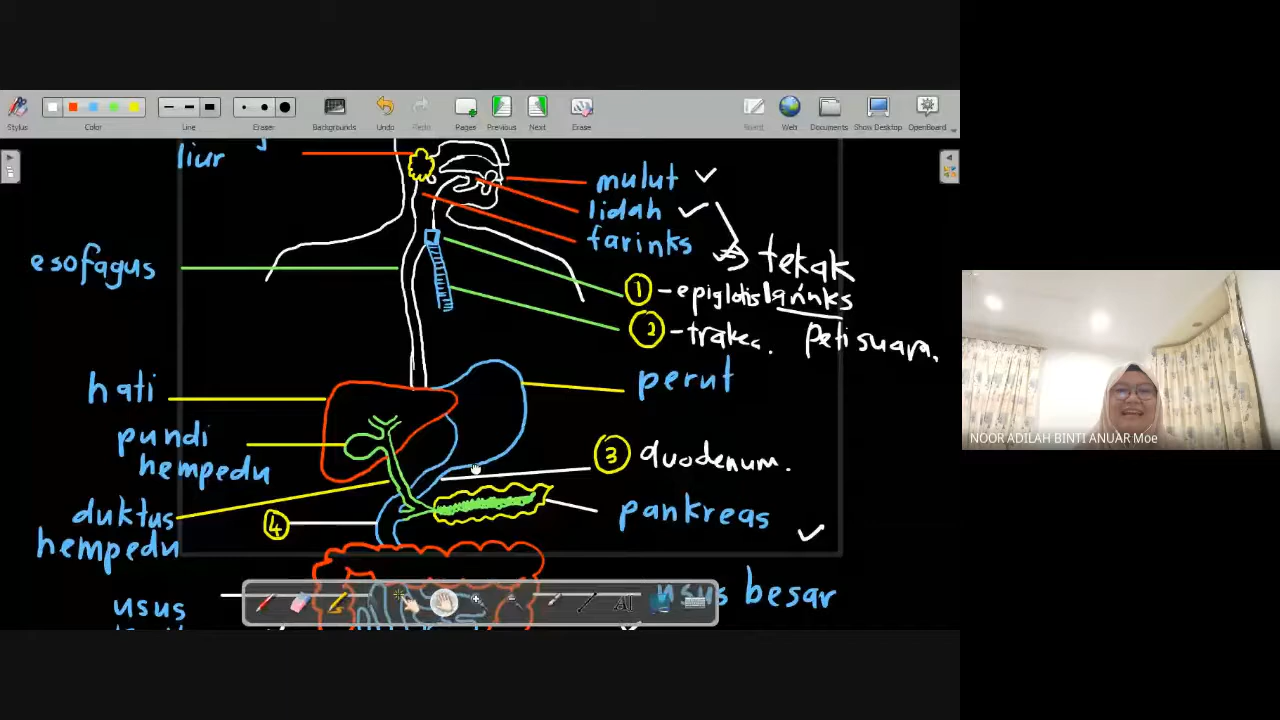 Stylus
Color
Line
Eraser
Backgrounds
Undo
Redo
Pages
Previous
Next
Erase
Board
Web
Documents
Show Desktop
OpenBoard
liur
mulut
lidah
farinks
tekak
esofagus
1 - epiglotis larinks
2 - trakea. Peti suara.
hati
perut
pundi
hempedu
3 duodenum.
duktus
hempedu
4
pankreas
usus
usus besar
NOOR ADILAH BINTI ANUAR Moe